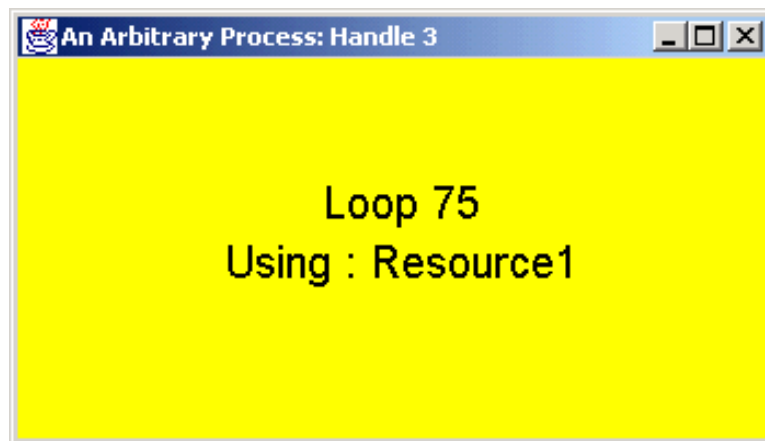 An Arbitrary Process: Handle 3
Loop 75
Using : Resource1